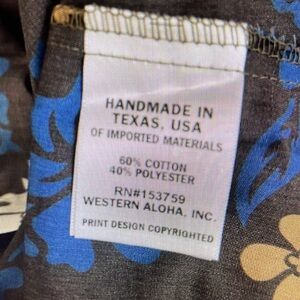 HANDMADE IN
TEXAS, USA
OF IMPORTED MATERIALS
60% COTTON
40% POLYESTER
RN#153759
WESTERN ALOHA, INC.
PRINT DESIGN COPYRIGHTED